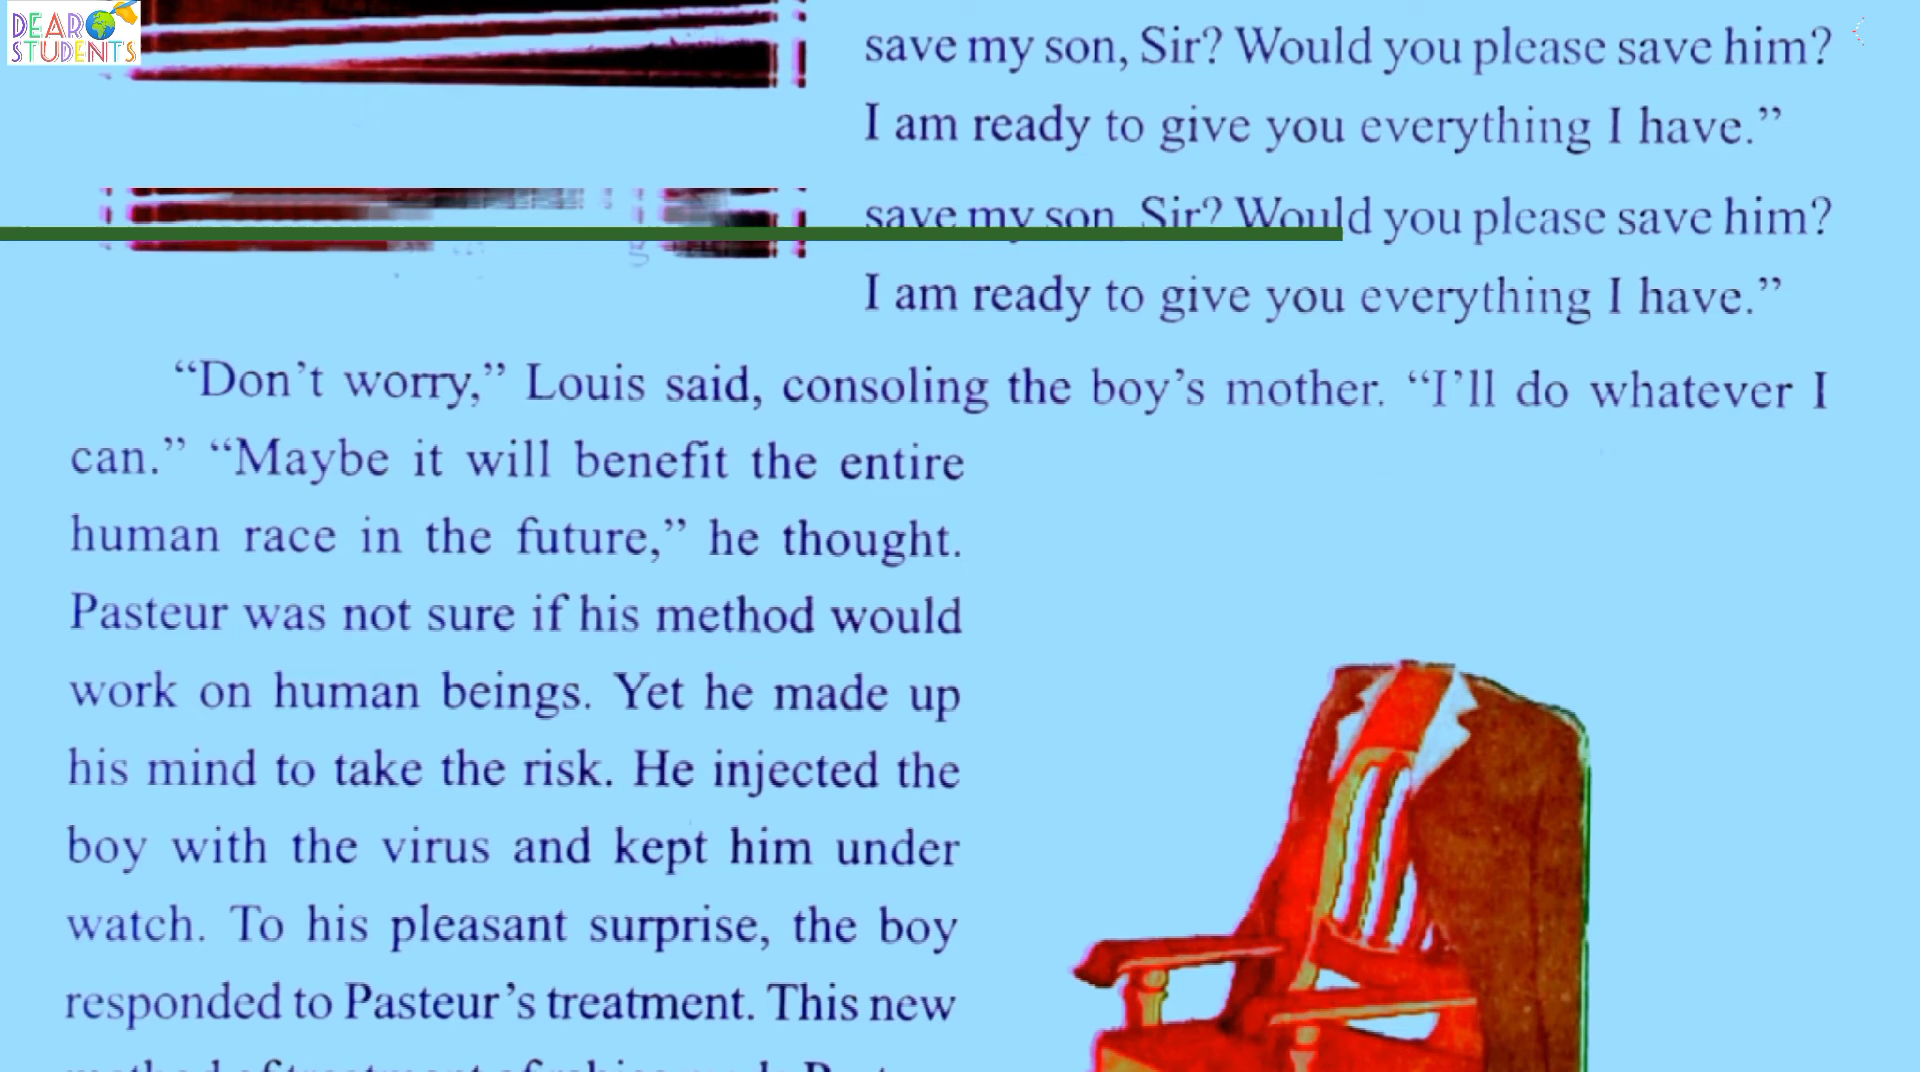 DEAR
STUDENTS
save my son, Sir? Would you please save him?
I am ready to give you everything I have.”
save my son, Sir? Would you please save him?
I am ready to give you everything I have.”
“Don’t worry,” Louis said, consoling the boy’s mother. “I’ll do whatever I
can.” “Maybe it will benefit the entire
human race in the future,” he thought.
Pasteur was not sure if his method would
work on human beings. Yet he made up
his mind to take the risk. He injected the
boy with the virus and kept him under
watch. To his pleasant surprise, the boy
responded to Pasteur’s treatment. This new
method of treatment of rabies